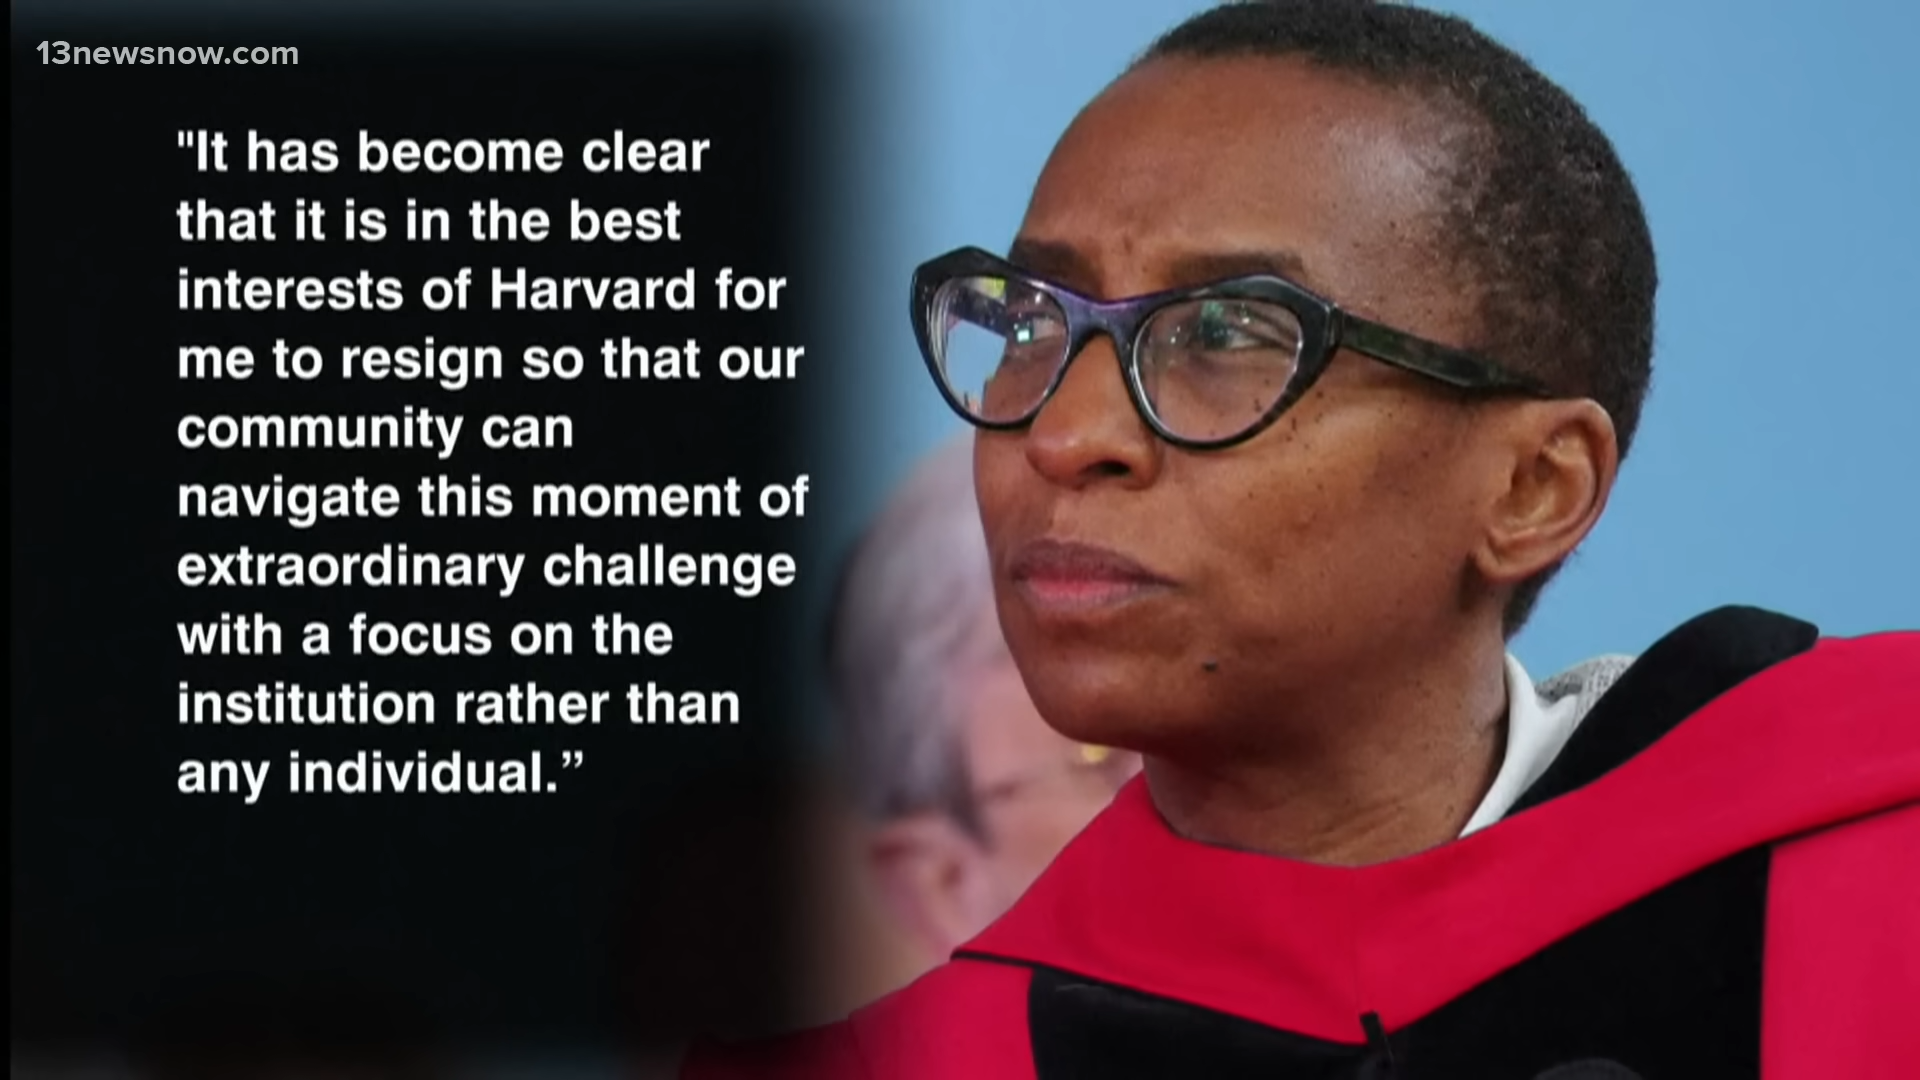 13newsnow.com
"It has become clear
that it is in the best
interests of Harvard for
me to resign so that our
community can
navigate this moment of
extraordinary challenge
with a focus on the
institution rather than
any individual.”